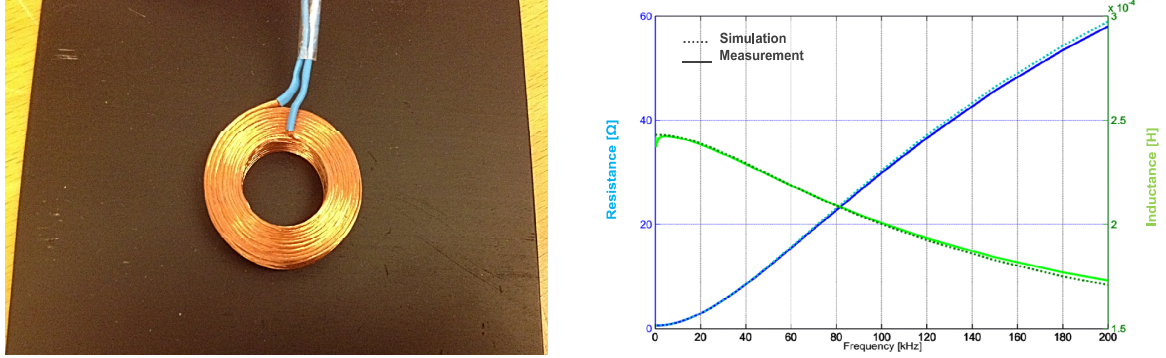 x 10⁻⁴
60
40
20
0
Resistance [Ω]
Simulation
Measurement
3
2.5
2
1.5
Inductance [H]
0 20 40 60 80 100 120 140 160 180 200
Frequency [kHz]